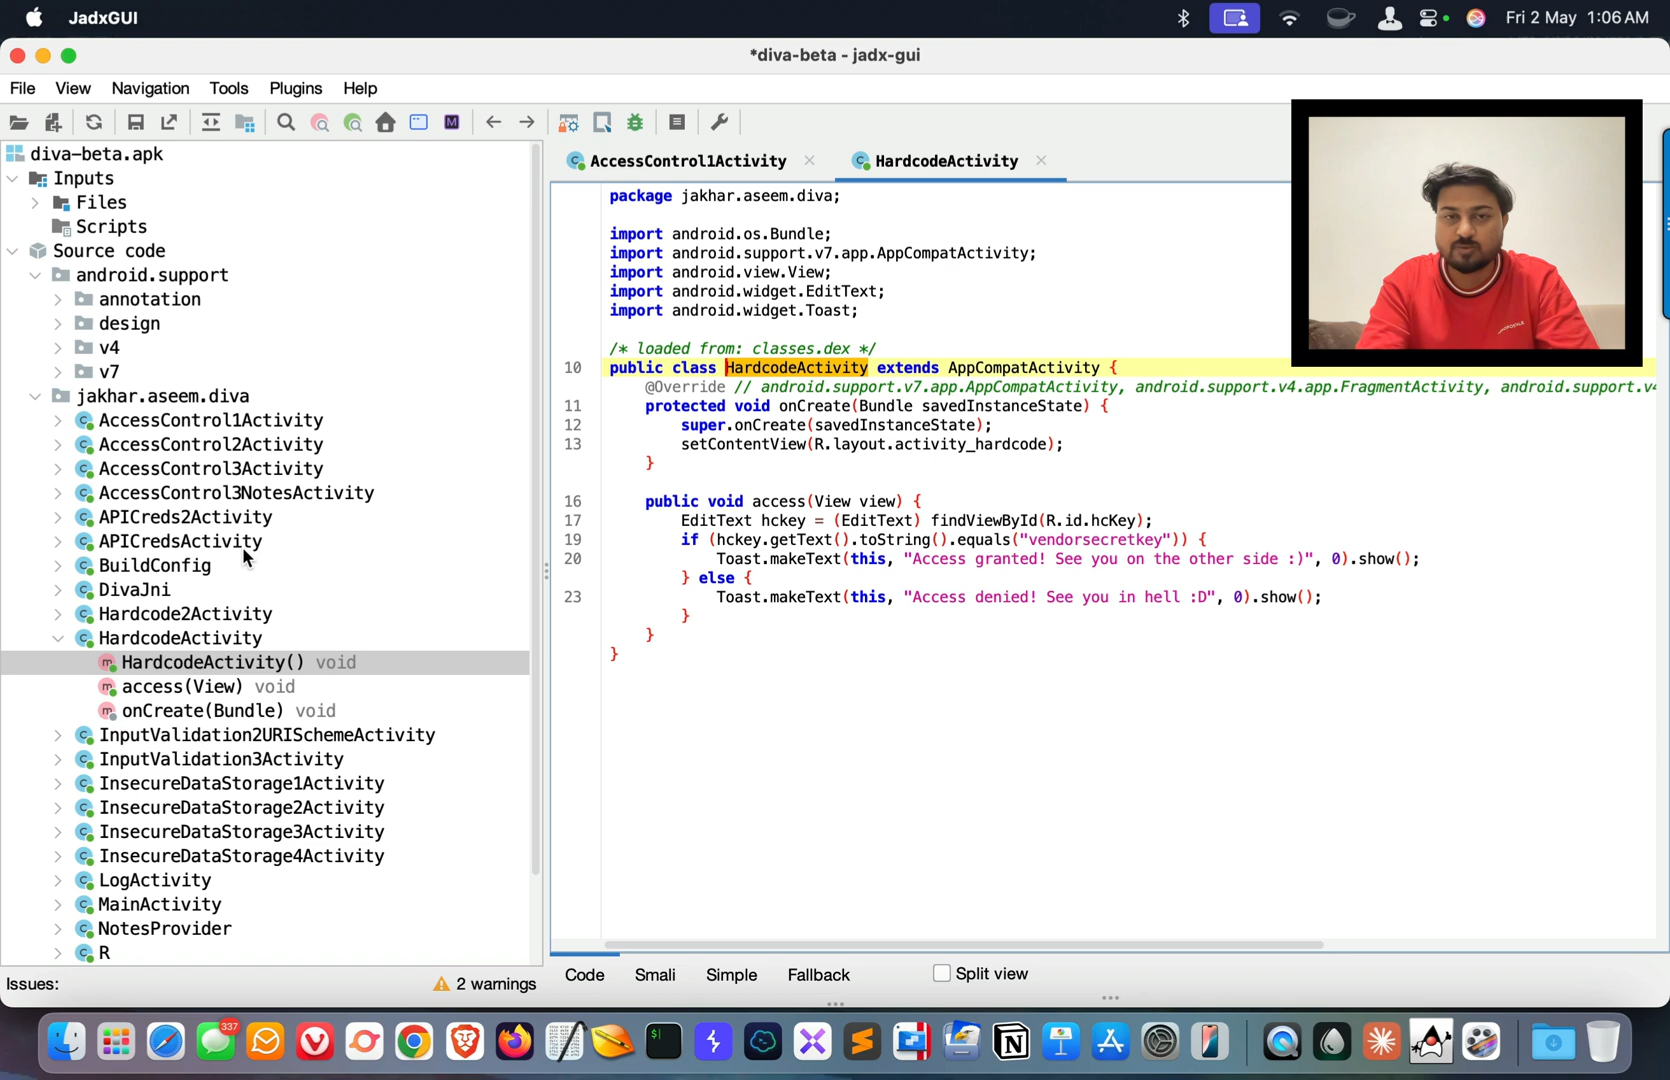 JadxGUI
Fri 2 May 1:06 AM
*diva-beta - jadx-gui
File View Navigation Tools Plugins Help
diva-beta.apk
Inputs
Files
Scripts
Source code
android.support
annotation
design
v4
v7
jakhar.aseem.diva
AccessControl1Activity
AccessControl2Activity
AccessControl3Activity
AccessControl3NotesActivity
APICreds2Activity
APICredsActivity
BuildConfig
DivaJni
Hardcode2Activity
HardcodeActivity
HardcodeActivity() void
access(View) void
onCreate(Bundle) void
InputValidation2URISchemeActivity
InputValidation3Activity
InsecureDataStorage1Activity
InsecureDataStorage2Activity
InsecureDataStorage3Activity
InsecureDataStorage4Activity
LogActivity
MainActivity
NotesProvider
R
Issues: 2 warnings
AccessControl1Activity HardcodeActivity
package jakhar.aseem.diva;
import android.os.Bundle;
import android.support.v7.app.AppCompatActivity;
import android.view.View;
import android.widget.EditText;
import android.widget.Toast;
/* loaded from: classes.dex */
10 public class HardcodeActivity extends AppCompatActivity {
@Override // android.support.v7.app.AppCompatActivity, android.support.v4.app.FragmentActivity, android.support.v4
11 protected void onCreate(Bundle savedInstanceState) {
12 super.onCreate(savedInstanceState);
13 setContentView(R.layout.activity_hardcode);
}
16 public void access(View view) {
17 EditText hckey = (EditText) findViewById(R.id.hcKey);
19 if (hckey.getText().toString().equals("vendorsecretkey")) {
20 Toast.makeText(this, "Access granted! See you on the other side :)", 0).show();
} else {
23 Toast.makeText(this, "Access denied! See you in hell :D", 0).show();
}
}
}
Code Smali Simple Fallback Split view
337